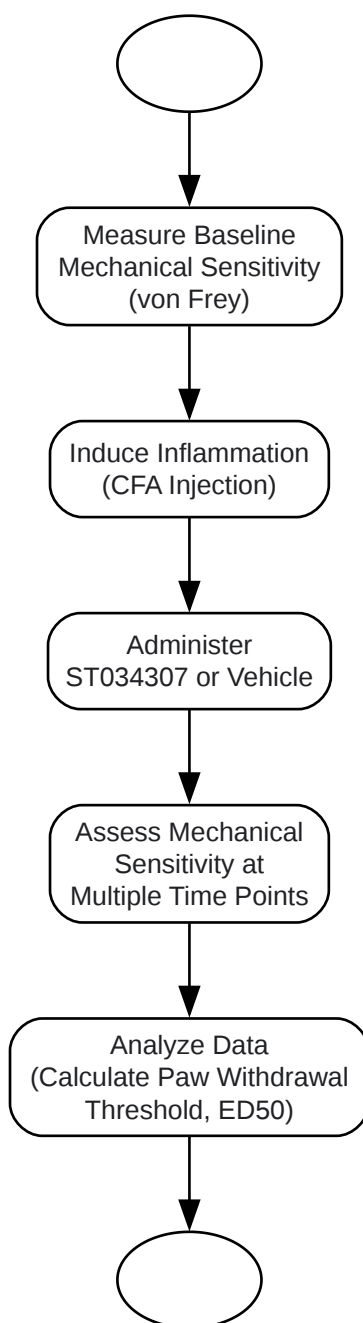 Measure Baseline
Mechanical Sensitivity
(von Frey)
Induce Inflammation
(CFA Injection)
Administer
ST034307 or Vehicle
Assess Mechanical
Sensitivity at
Multiple Time Points
Analyze Data
(Calculate Paw Withdrawal
Threshold, ED50)